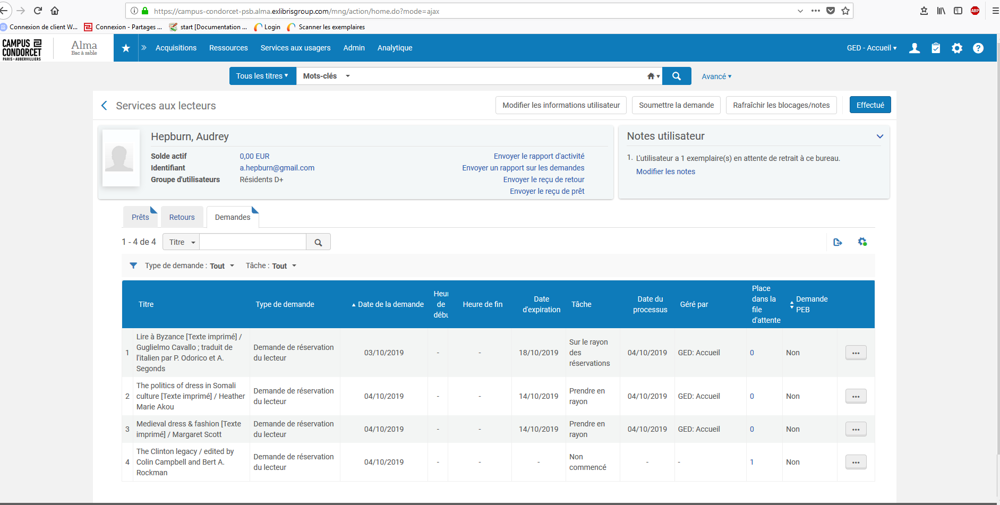 https://campus-condorcet-psb.alma.exlibrisgroup.com/mng/action/home.do?mode=ajax
ABP
Connexion de client W... Connexion - Partages ... start [Documentation ... Login Scanner les exemplaires
CAMPUS
CONDORCET
PARIS - AUBERVILLIERS
Alma
Bac à sable
Acquisitions Ressources Services aux usagers Admin Analytique GED - Accueil
Tous les titres Mots-clés Avancé
Services aux lecteurs Modifier les informations utilisateur Soumettre la demande Rafraîchir les blocages/notes Effectué
Hepburn, Audrey
Solde actif 0,00 EUR Envoyer le rapport d'activité
Identifiant a.hepburn@gmail.com Envoyer un rapport sur les demandes
Groupe d'utilisateurs Résidents D+ Envoyer le reçu de retour
Envoyer le reçu de prêt
Notes utilisateur
1. L'utilisateur a 1 exemplaire(s) en attente de retrait à ce bureau.
Modifier les notes
Prêts Retours Demandes
1 - 4 de 4 Titre
Type de demande : Tout Tâche : Tout
Titre
Type de demande
Date de la demande
Heur
de
débu
Heure de fin
Date
d'expiration
Tâche
Date du
processus
Géré par
Place
dans la
file
d'attente
Demande
PEB
1
Lire à Byzance [Texte imprimé] /
Guglielmo Cavallo ; traduit de
l'italien par P. Odorico et A.
Segonds
Demande de réservation
du lecteur
03/10/2019
-
-
18/10/2019
Sur le rayon
des
réservations
04/10/2019
GED: Accueil
0
Non
2
The politics of dress in Somali
culture [Texte imprimé] / Heather
Marie Akou
Demande de réservation
du lecteur
04/10/2019
-
-
14/10/2019
Prendre en
rayon
04/10/2019
GED: Accueil
0
Non
3
Medieval dress & fashion [Texte
imprimé] / Margaret Scott
Demande de réservation
du lecteur
04/10/2019
-
-
14/10/2019
Prendre en
rayon
04/10/2019
GED: Accueil
0
Non
4
The Clinton legacy / edited by
Colin Campbell and Bert A.
Rockman
Demande de réservation
du lecteur
04/10/2019
-
-
-
Non
commencé
-
-
1
Non